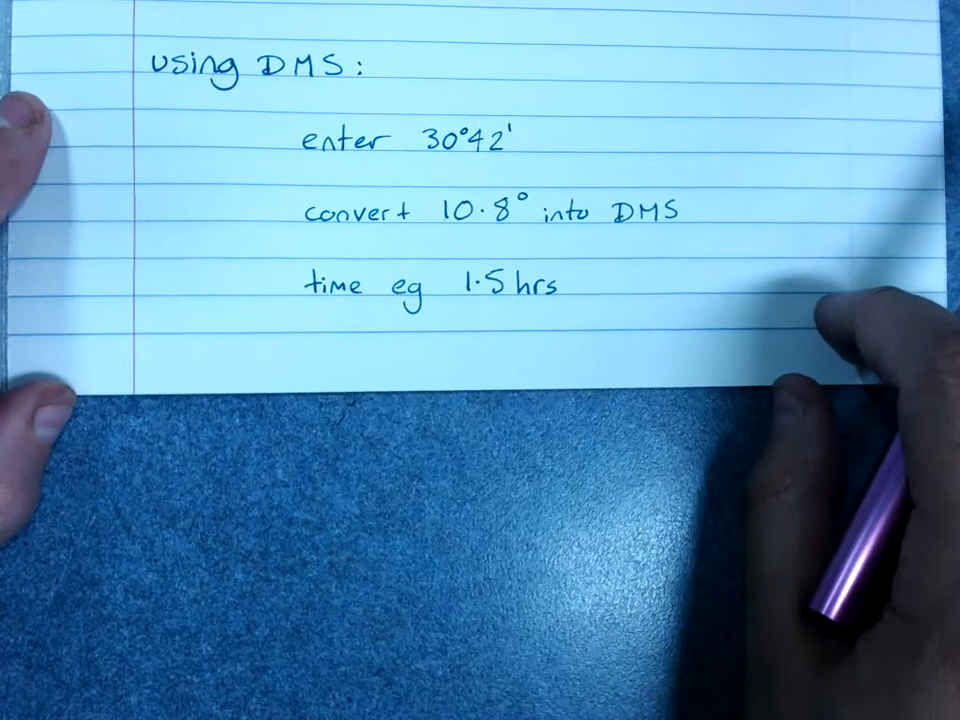 using DMS:
enter 30°42'
convert 10.8° into DMS
time eg 1.5 hrs